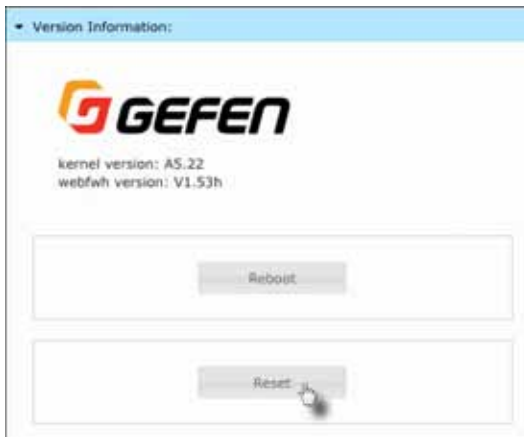 Version Information:
GEFEN
kernel version: A5.22
webfwh version: V1.53h
Reboot
Reset